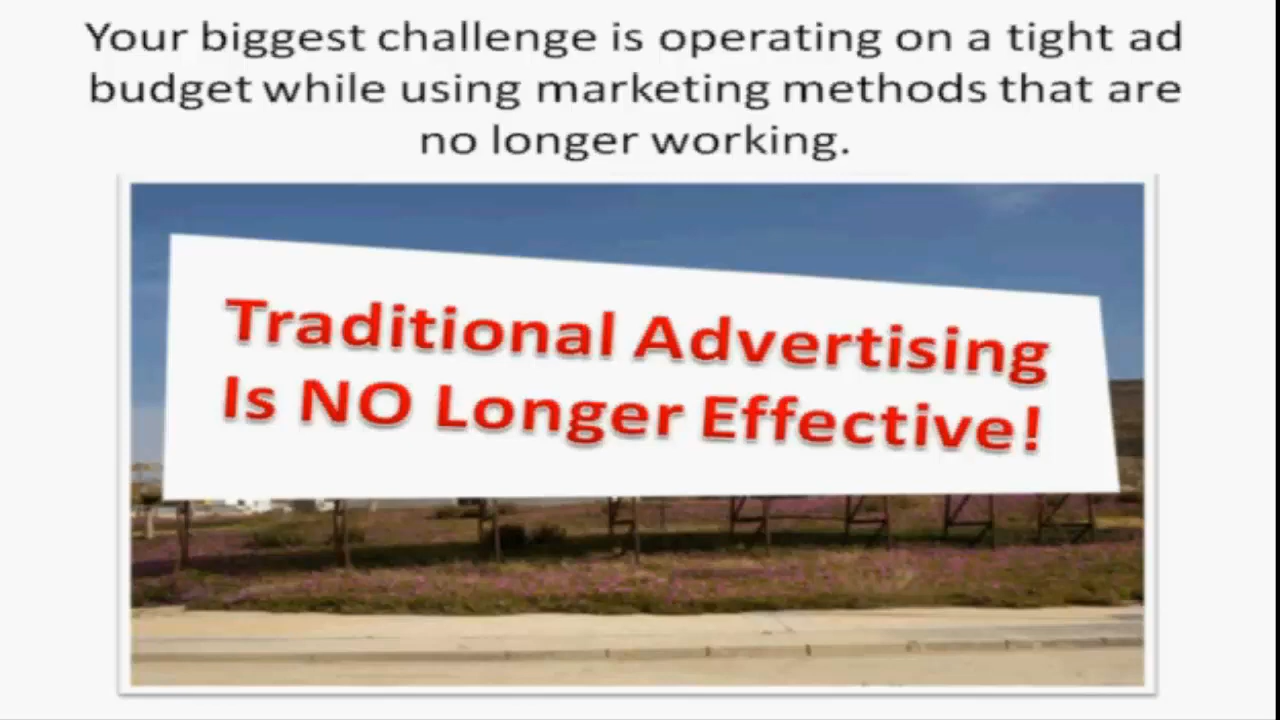 Your biggest challenge is operating on a tight ad
budget while using marketing methods that are
no longer working.
Traditional Advertising
Is NO Longer Effective!